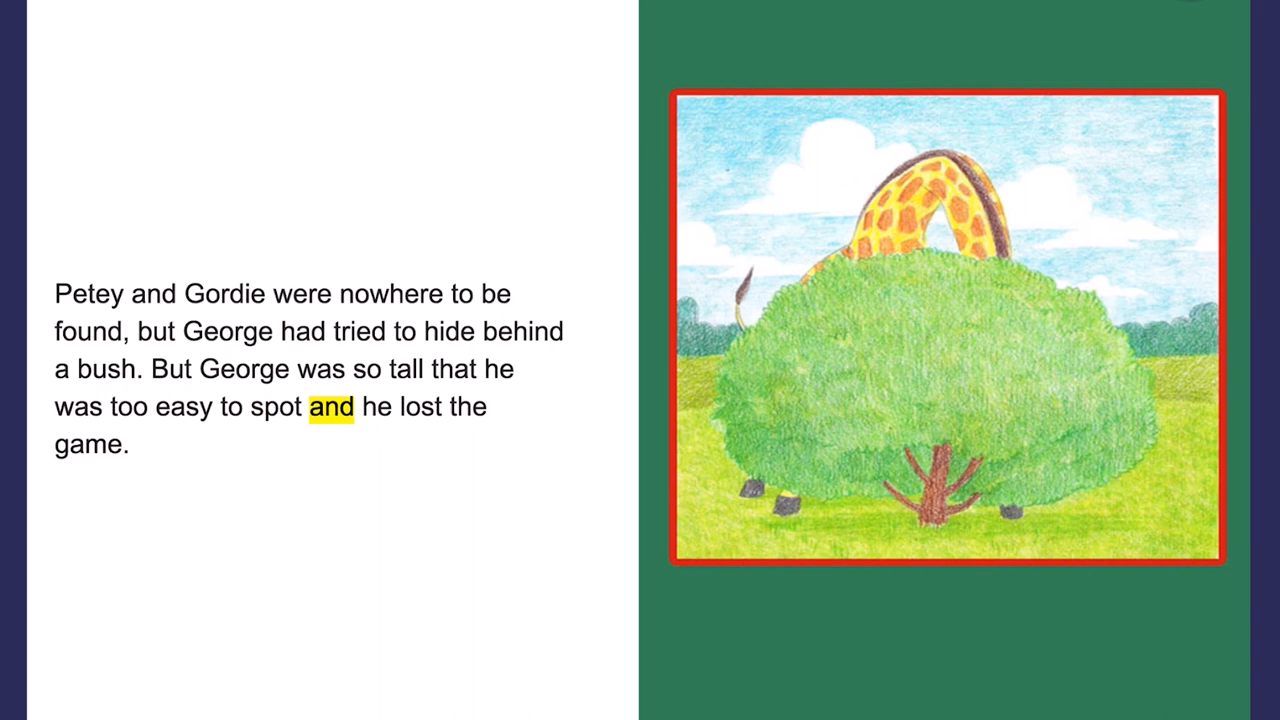 Petey and Gordie were nowhere to be
found, but George had tried to hide behind
a bush. But George was so tall that he
was too easy to spot and he lost the
game.